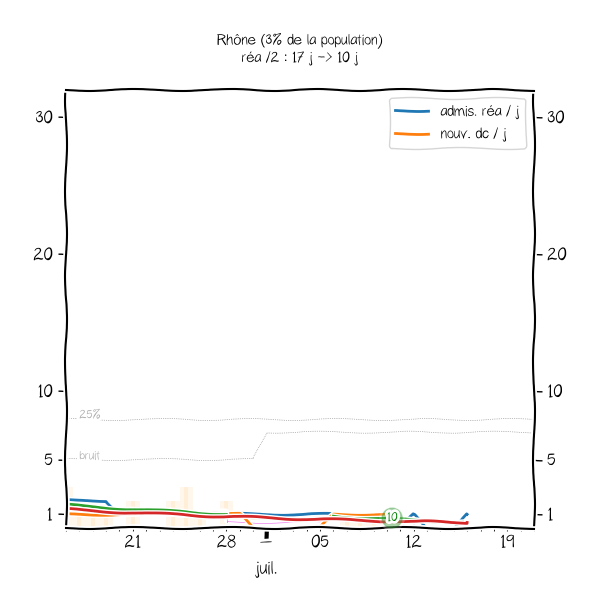 Rhône (3% de la population)
réa /2 : 17 j -> 10 j
admis. réa / j
nouv. dc / j
30
30
20
20
10
10
25%
5
bruit
5
1
1
10
21
28
05
12
19
juil.